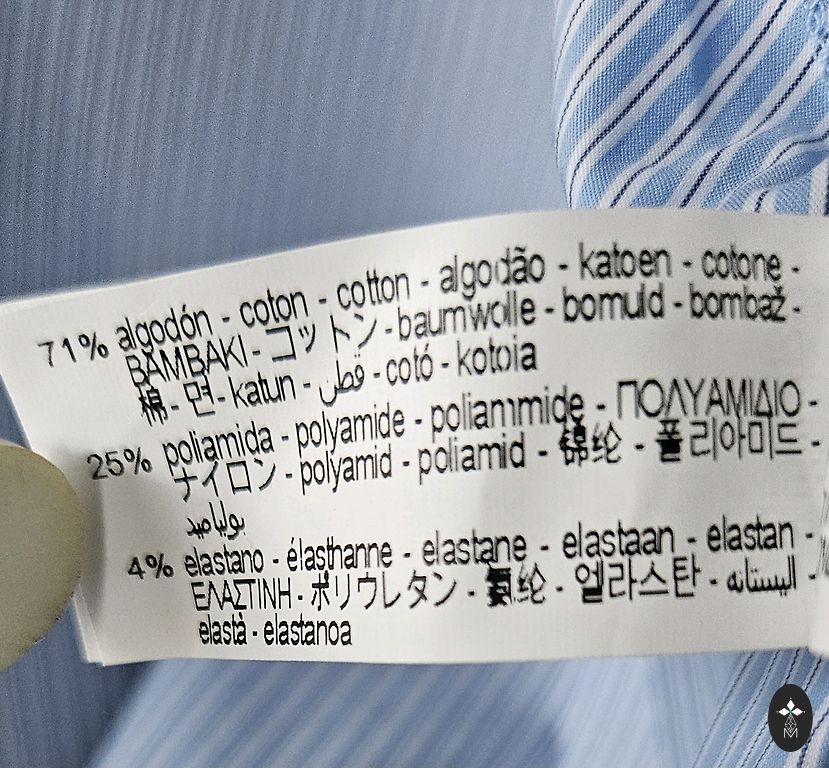 71% algodón - coton - cotton - algodão - katoen - cotone -
BAMBAKI - コットン - baumwolle - bomuld - bombaž -
棉 - 면 - katun - قطن - cotó - kotoia
25% poliamida - polyamide - poliammide - ΠΟΛΥΑΜΙΔΙΟ -
ナイロン - polyamid - poliamid - 锦纶 - 폴리아미드 -
بولياميد
4% elastano - élasthanne - elastane - elastaan - elastan -
ΕΛΑΣΤΙΝΗ - ポリウレタン - 氨纶 - 엘라스탄 - اليستانه -
elastà - elastanoa
M